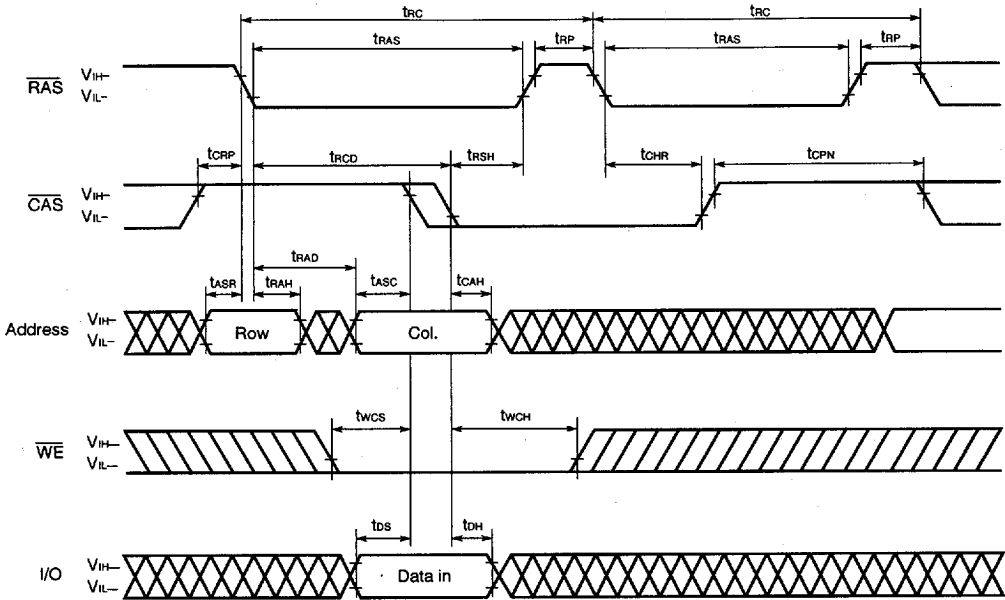 tRC tRC
tRAS tRP tRAS tRP
RAS VIH– VIL–
tCRP tRCD tRSH tCHR tCPN
CAS VIH– VIL–
tRAD
tASR tRAH tASC tCAH
Address VIH– VIL– Row Col.
tWCS tWCH
WE VIH— VIL—
tDS tDH
I/O VIH— VIL— Data in